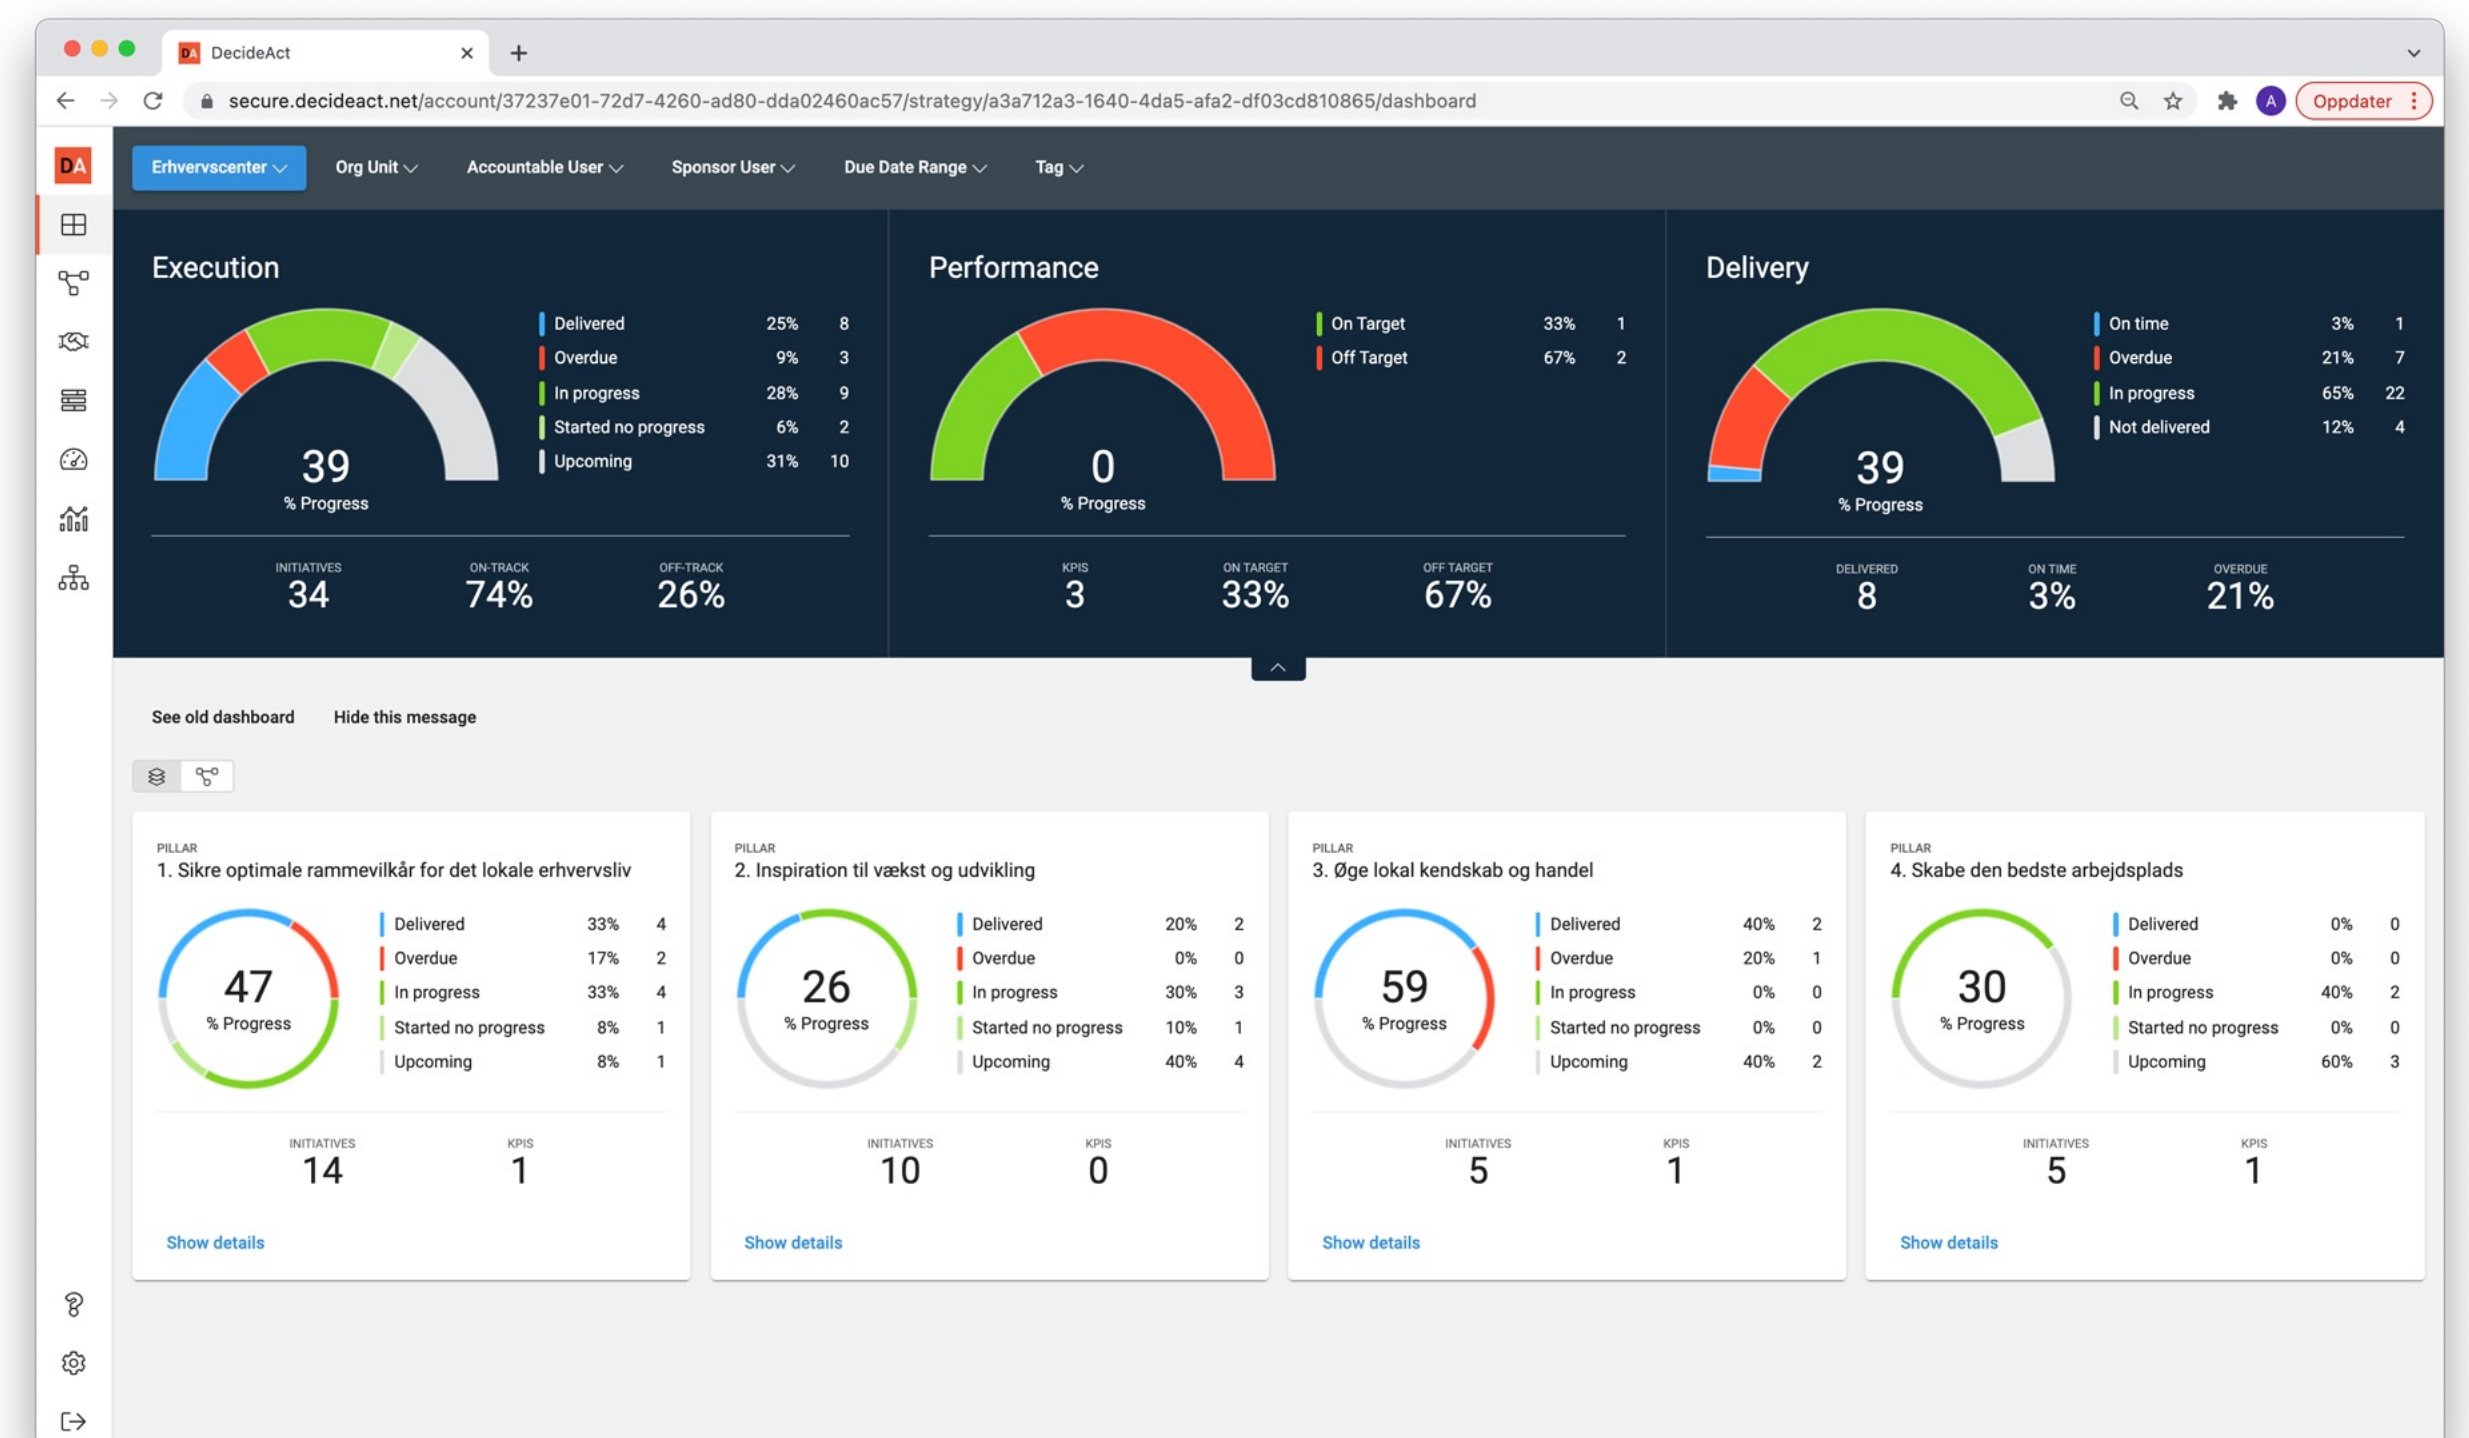 DA DecideAct
secure.decideact.net/account/37237e01-72d7-4260-ad80-dda02460ac57/strategy/a3a712a3-1640-4da5-afa2-df03cd810865/dashboard
A
Oppdater
DA
Erhvervscenter
Org Unit
Accountable User
Sponsor User
Due Date Range
Tag
Execution
Delivered 25% 8
Overdue 9% 3
In progress 28% 9
Started no progress 6% 2
Upcoming 31% 10
39
% Progress
INITIATIVES
34
ON-TRACK
74%
OFF-TRACK
26%
Performance
On Target 33% 1
Off Target 67% 2
0
% Progress
KPIS
3
ON TARGET
33%
OFF TARGET
67%
Delivery
On time 3% 1
Overdue 21% 7
In progress 65% 22
Not delivered 12% 4
39
% Progress
DELIVERED
8
ON TIME
3%
OVERDUE
21%
See old dashboard
Hide this message
PILLAR
1. Sikre optimale rammevilkår for det lokale erhvervsliv
47
% Progress
Delivered 33% 4
Overdue 17% 2
In progress 33% 4
Started no progress 8% 1
Upcoming 8% 1
INITIATIVES
14
KPIS
1
Show details
PILLAR
2. Inspiration til vækst og udvikling
26
% Progress
Delivered 20% 2
Overdue 0% 0
In progress 30% 3
Started no progress 10% 1
Upcoming 40% 4
INITIATIVES
10
KPIS
0
Show details
PILLAR
3. Øge lokal kendskab og handel
59
% Progress
Delivered 40% 2
Overdue 20% 1
In progress 0% 0
Started no progress 0% 0
Upcoming 40% 2
INITIATIVES
5
KPIS
1
Show details
PILLAR
4. Skabe den bedste arbejdsplads
30
% Progress
Delivered 0% 0
Overdue 0% 0
In progress 40% 2
Started no progress 0% 0
Upcoming 60% 3
INITIATIVES
5
KPIS
1
Show details